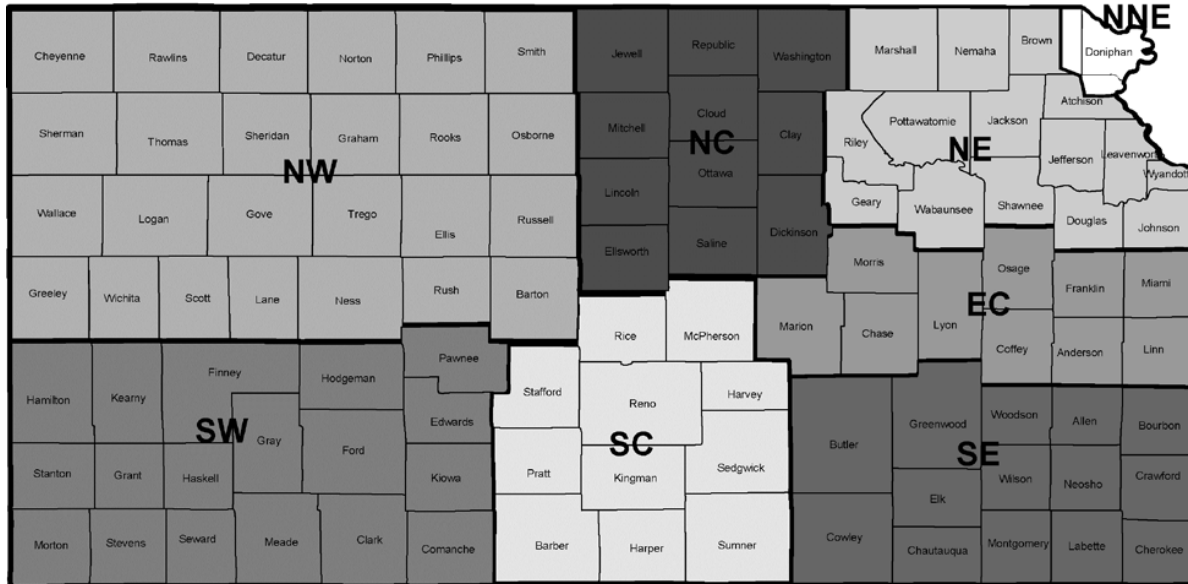 NNE
Cheyenne Rawlins Decatur Norton Phillips Smith Jewell Republic Washington Marshall Nemaha Brown Doniphan
Atchison
Sherman Thomas Sheridan Graham Rooks Osborne Mitchell Cloud Clay Riley Pottawatomie Jackson
NW NC NE
Jefferson Leavenwor
Wyandott
Lincoln Ottawa
Wallace Logan Gove Trego Ellis Russell Geary Wabaunsee Shawnee Douglas Johnson
Ellsworth Saline Dickinson
Morris Osage Franklin Miami
Greeley Wichita Scott Lane Ness Rush Barton
EC
Rice McPherson Marion Chase Lyon Coffey Anderson Linn
Pawnee
Finney Hodgeman
Hamilton Kearny Stafford Reno Harvey
SW Gray Ford Edwards SC
Butler Greenwood Woodson Allen Bourbon
SE
Stanton Grant Haskell Kiowa Pratt Kingman Sedgwick Elk Wilson Neosho Crawford
Morton Stevens Seward Meade Clark Comanche Barber Harper Sumner Cowley Chautauqua Montgomery Labette Cherokee